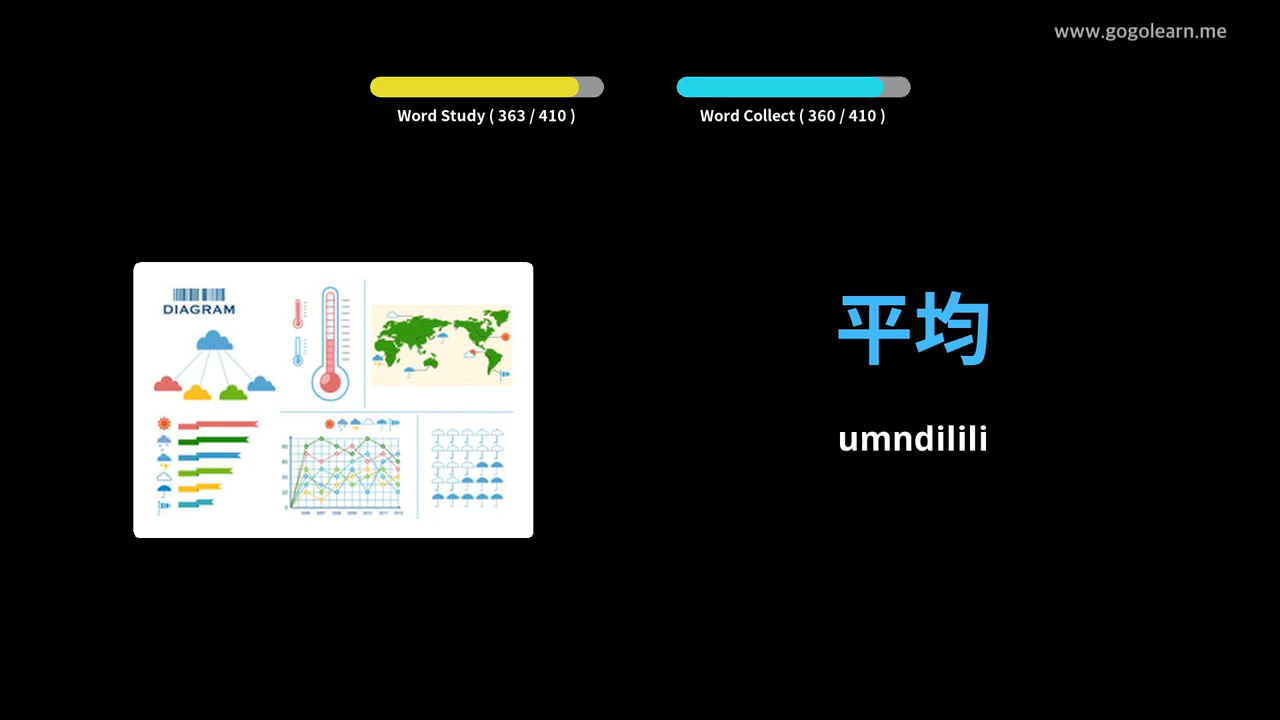 www.gogolearn.me
Word Study ( 363 / 410 )
Word Collect ( 360 / 410 )
DIAGRAM
平均
umndilili